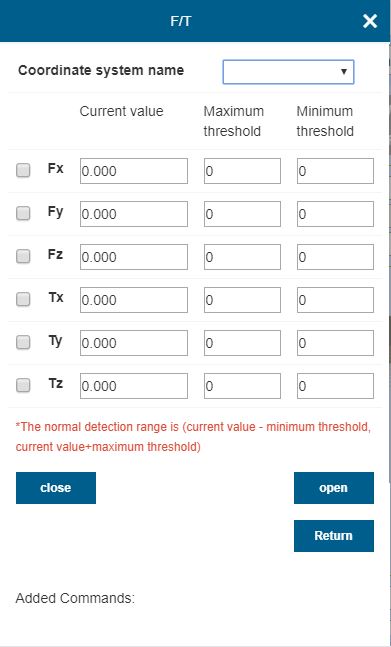 F/T
Coordinate system name
Current value Maximum threshold Minimum threshold
Fx 0.000 0 0
Fy 0.000 0 0
Fz 0.000 0 0
Tx 0.000 0 0
Ty 0.000 0 0
Tz 0.000 0 0
*The normal detection range is (current value - minimum threshold,
current value+maximum threshold)
close open
Return
Added Commands: